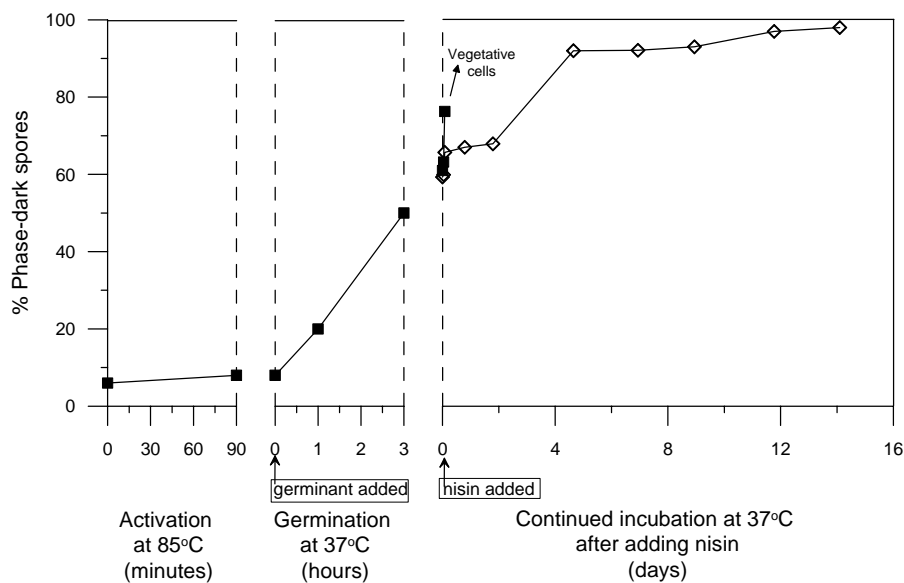 % Phase-dark spores
100
80
60
40
20
0
Vegetative
cells
0 30 60 90
0 1 2 3
0 4 8 12 16
germinant added
nisin added
Activation
at 85°C
(minutes)
Germination
at 37°C
(hours)
Continued incubation at 37°C
after adding nisin
(days)